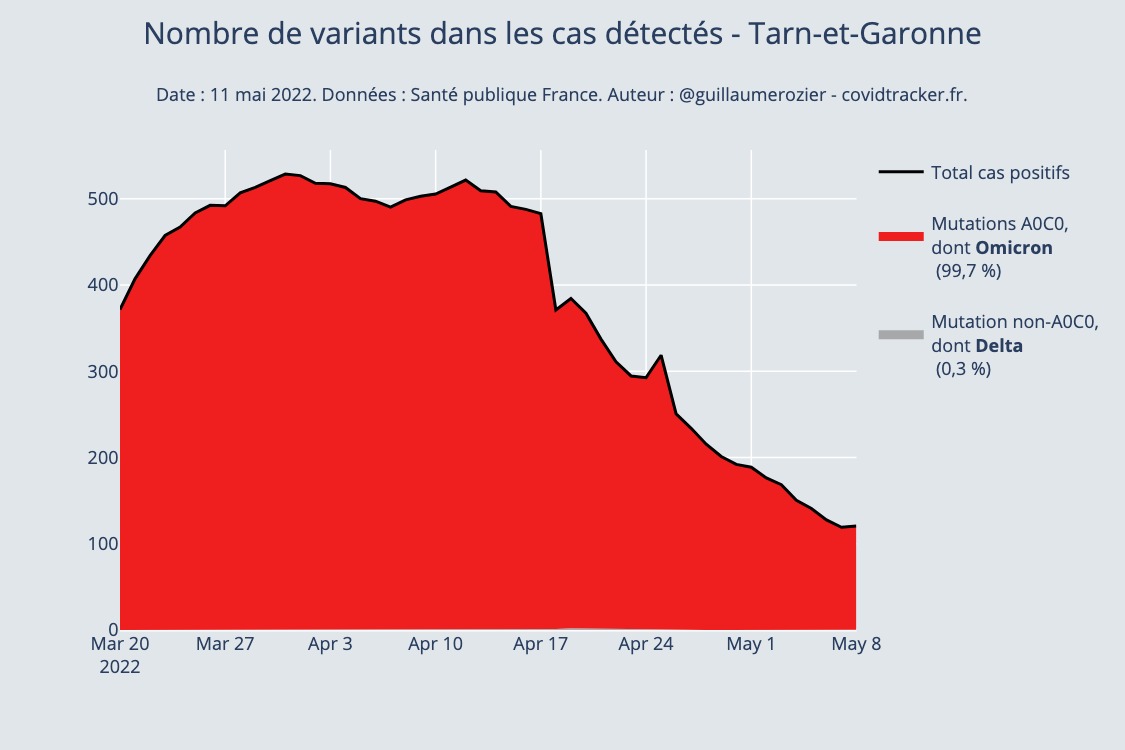 Nombre de variants dans les cas détectés - Tarn-et-Garonne
Date : 11 mai 2022. Données : Santé publique France. Auteur : @guillaumerozier - covidtracker.fr.
Total cas positifs
Mutations A0C0,
dont Omicron
(99,7 %)
Mutation non-A0C0,
dont Delta
(0,3 %)
500
400
300
200
100
0
Mar 20
2022
Mar 27
Apr 3
Apr 10
Apr 17
Apr 24
May 1
May 8